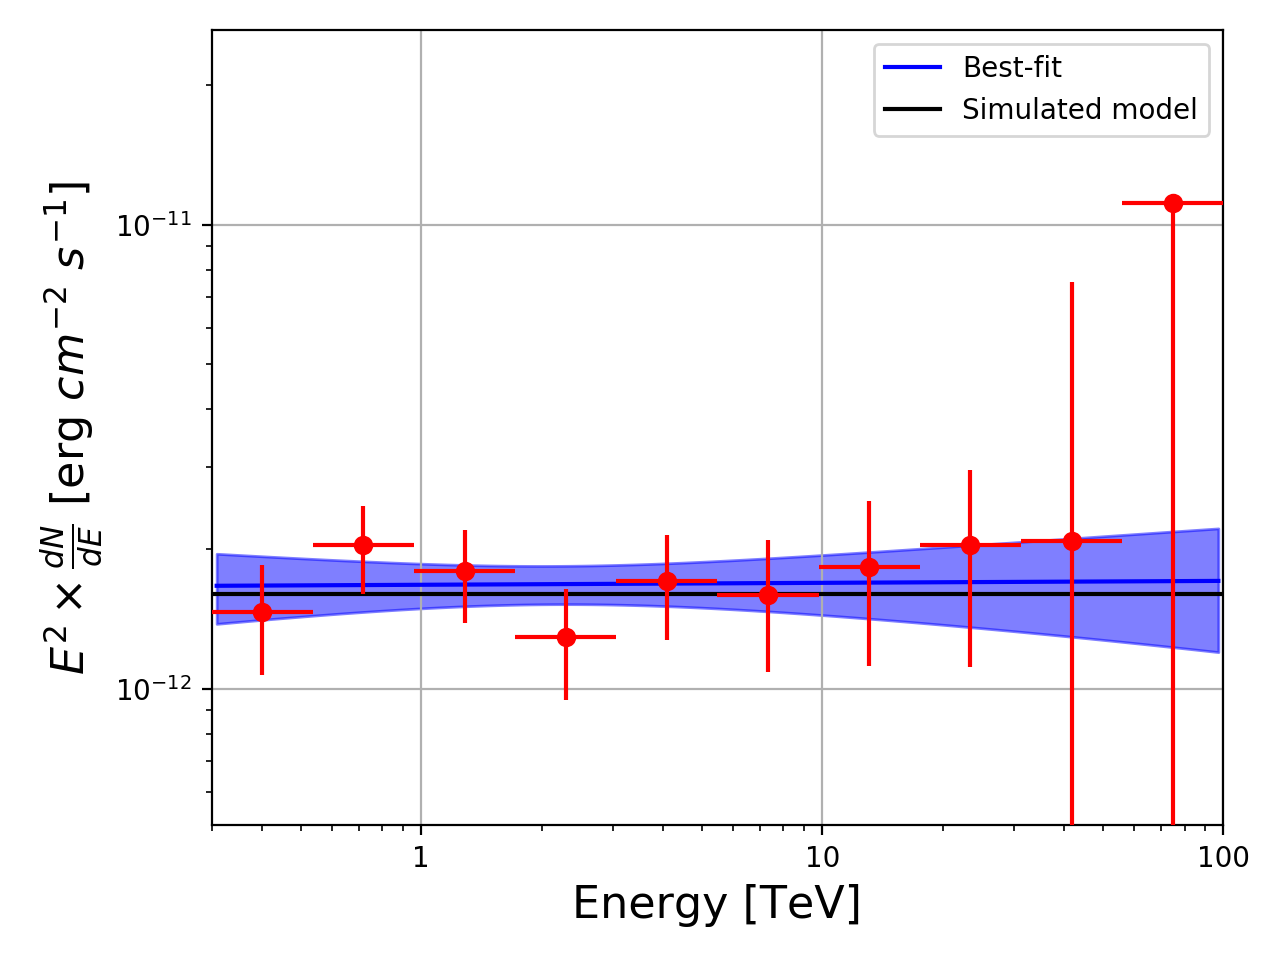 Best-fit
Simulated model
10⁻¹¹
10⁻¹²
E² × dN/dE [erg cm⁻² s⁻¹]
1
10
100
Energy [TeV]